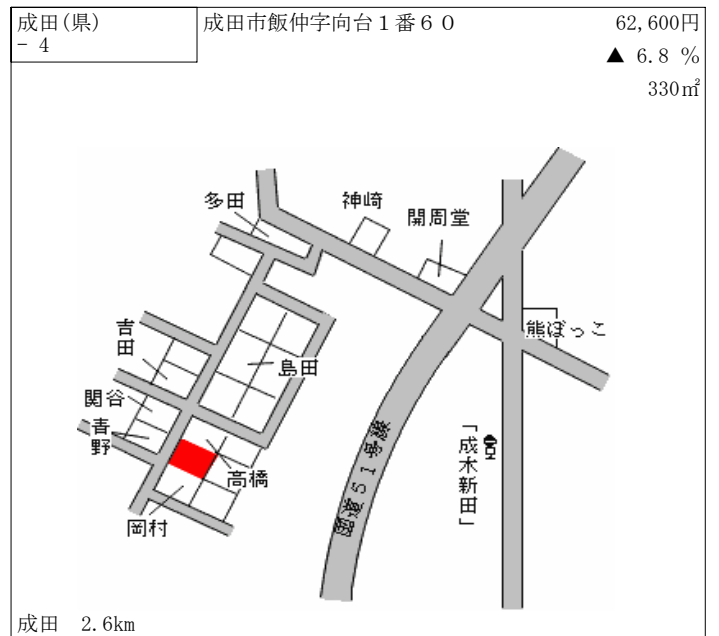 成田(県)
- 4
成田市飯仲字向台１番６０
62,600円
▲ 6.8 %
330㎡
多田
神崎
開周堂
熊ぼっこ
吉田
島田
関谷
青野
高橋
岡村
国道５１号線
「成木新田」
成田 2.6km